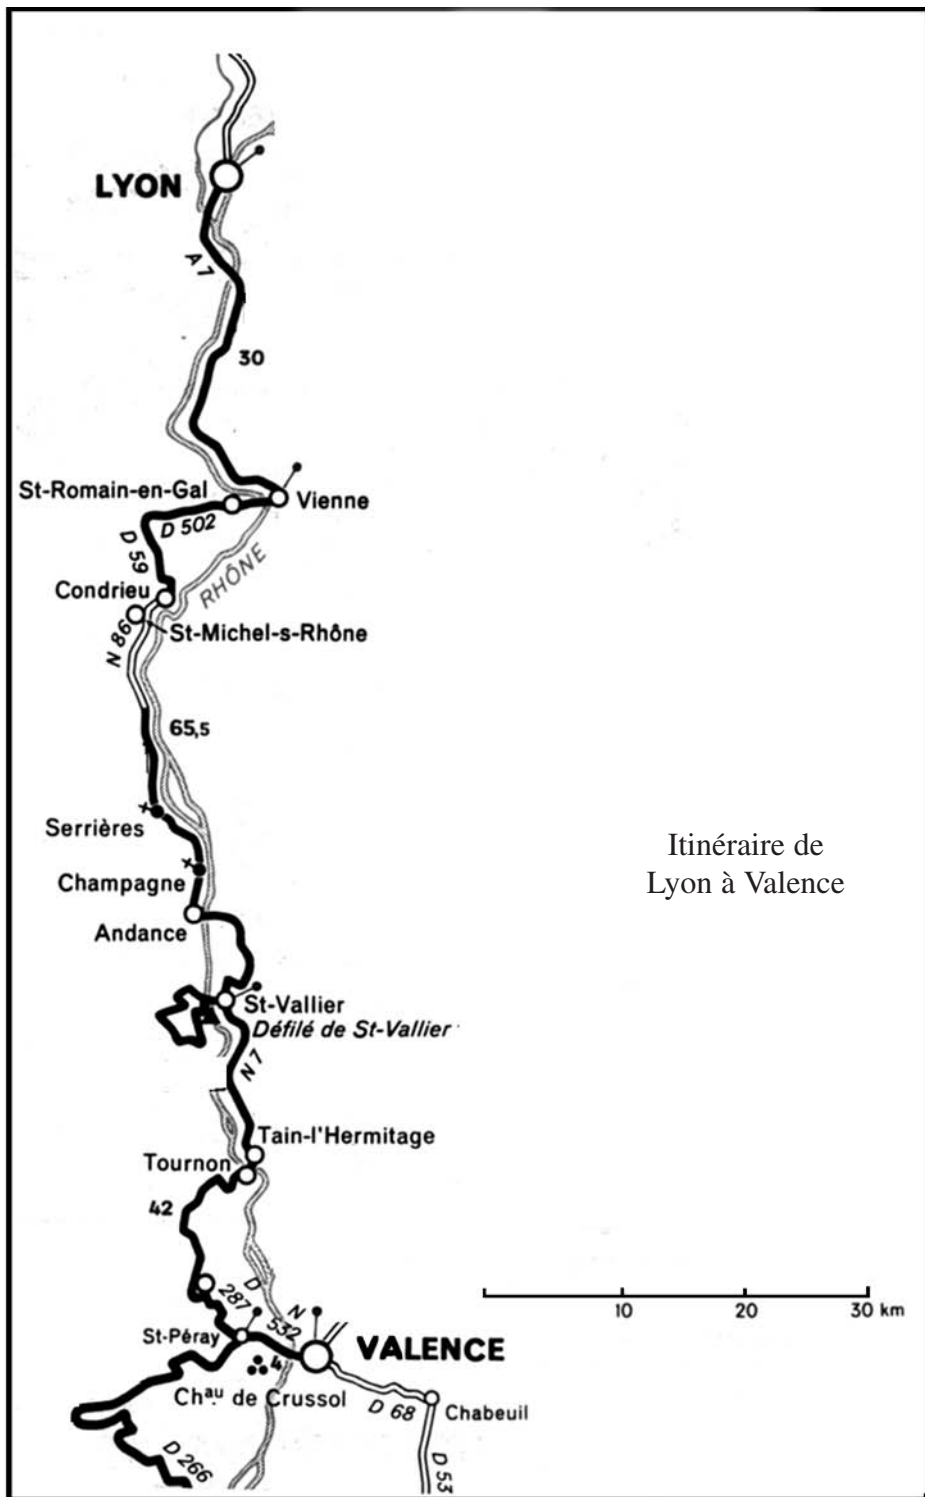 LYON
A 7
30
St-Romain-en-Gal
Vienne
D 502
D 59
RHÔNE
Condrieu
St-Michel-s-Rhône
N 86
65,5
Serrières
Itinéraire de
Lyon à Valence
Champagne
Andance
St-Vallier
Défilé de St-Vallier
N 7
Tain-l'Hermitage
Tournon
42
D
287
N
532
10
20
30 km
St-Péray
VALENCE
4
Chau. de Crussol
D 68
Chabeuil
D 266
D 53